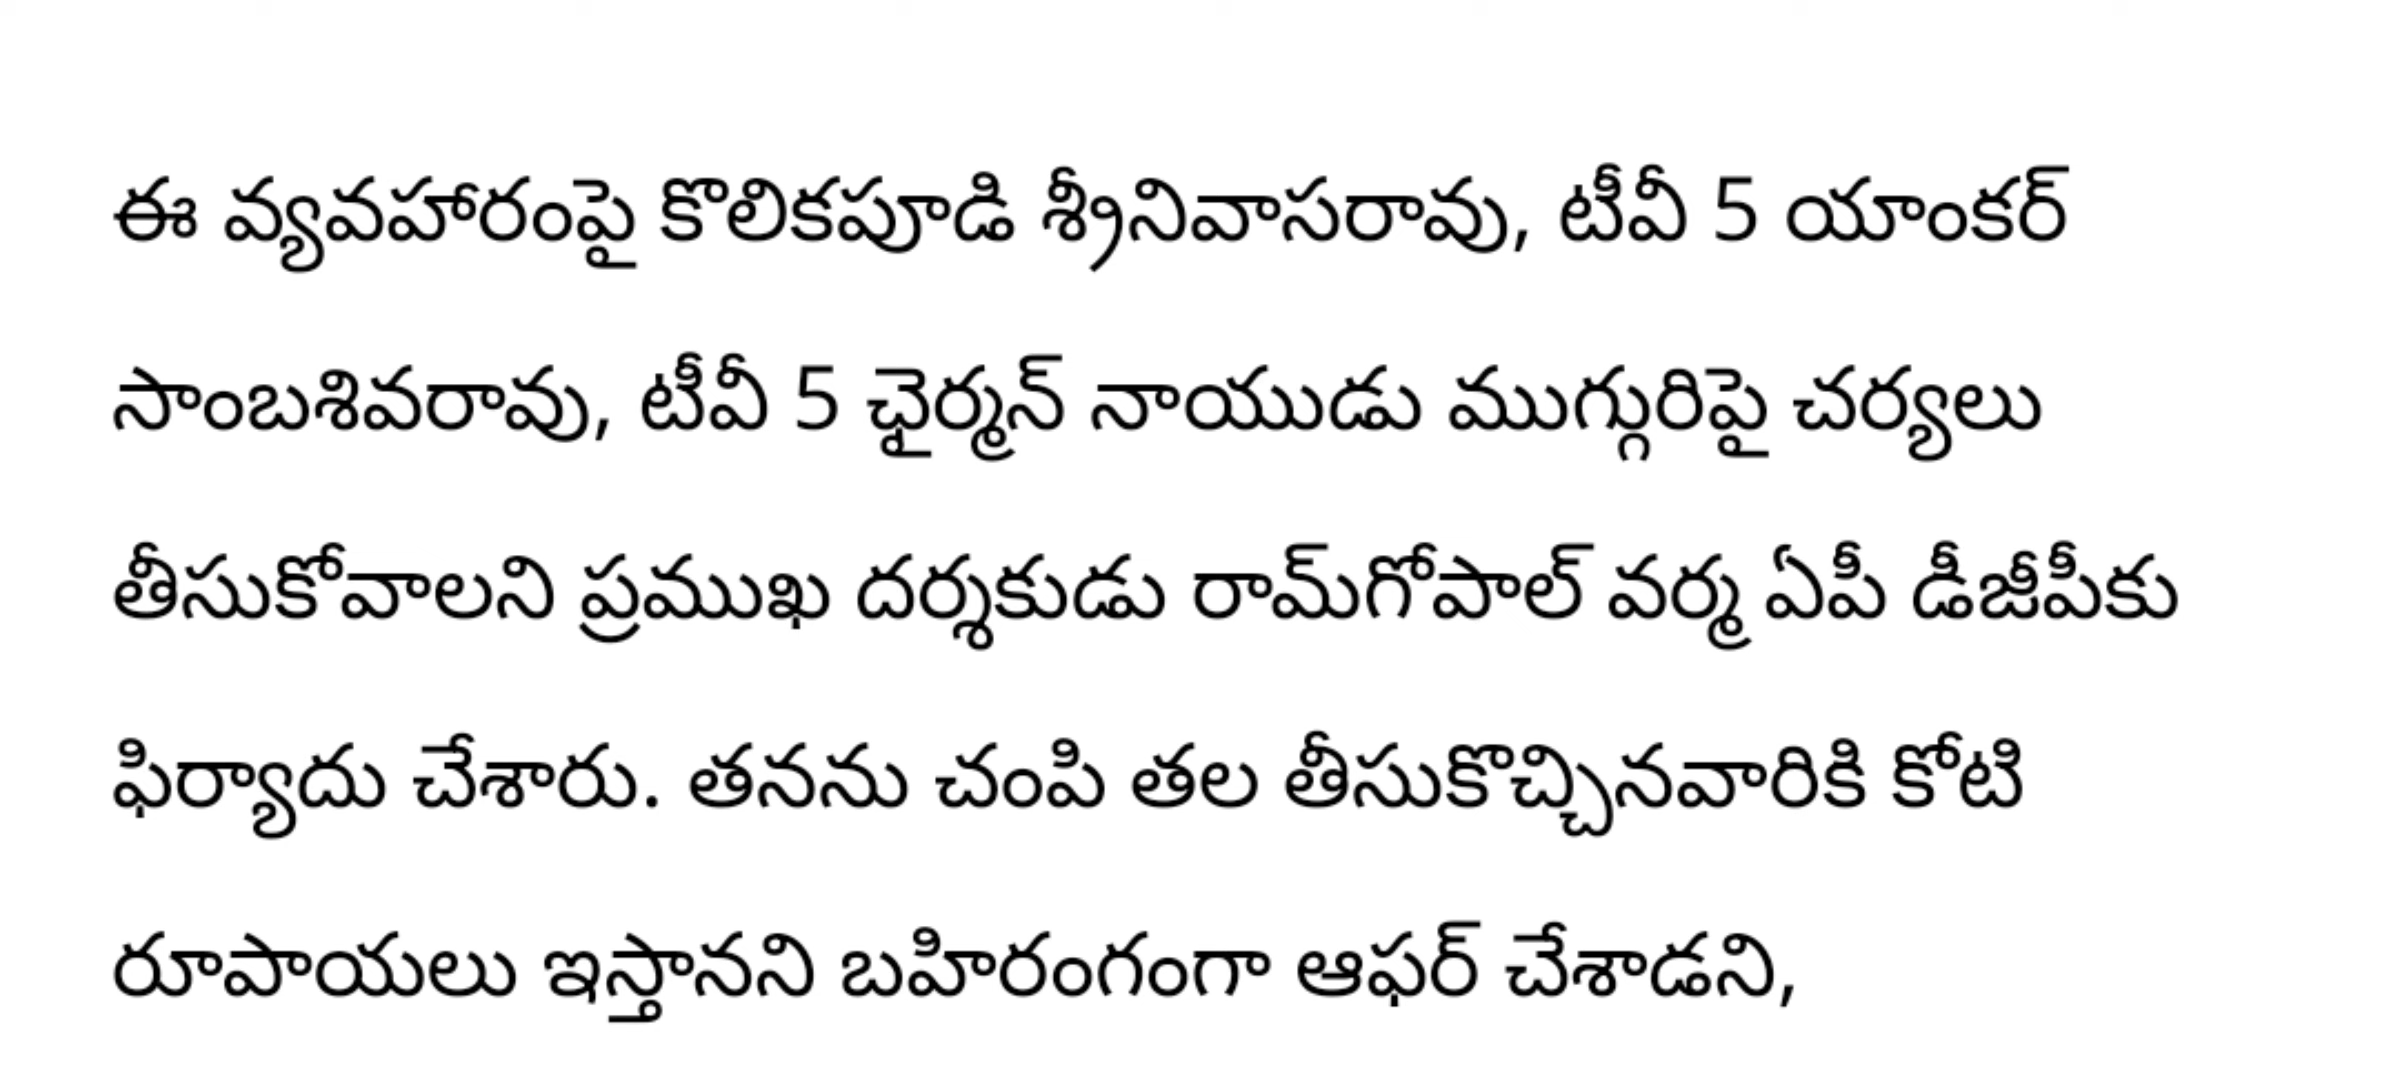 ఈ వ్యవహారంపై కొలికపూడి శ్రీనివాసరావు, టీవీ 5 యాంకర్
సాంబశివరావు, టీవీ 5 ఛైర్మన్ నాయుడు ముగ్గురిపై చర్యలు
తీసుకోవాలని ప్రముఖ దర్శకుడు రామ్‌గోపాల్ వర్మ ఏపీ డీజీపీకు
ఫిర్యాదు చేశారు. తనను చంపి తల తీసుకొచ్చినవారికి కోటి
రూపాయలు ఇస్తానని బహిరంగంగా ఆఫర్ చేశాడని,